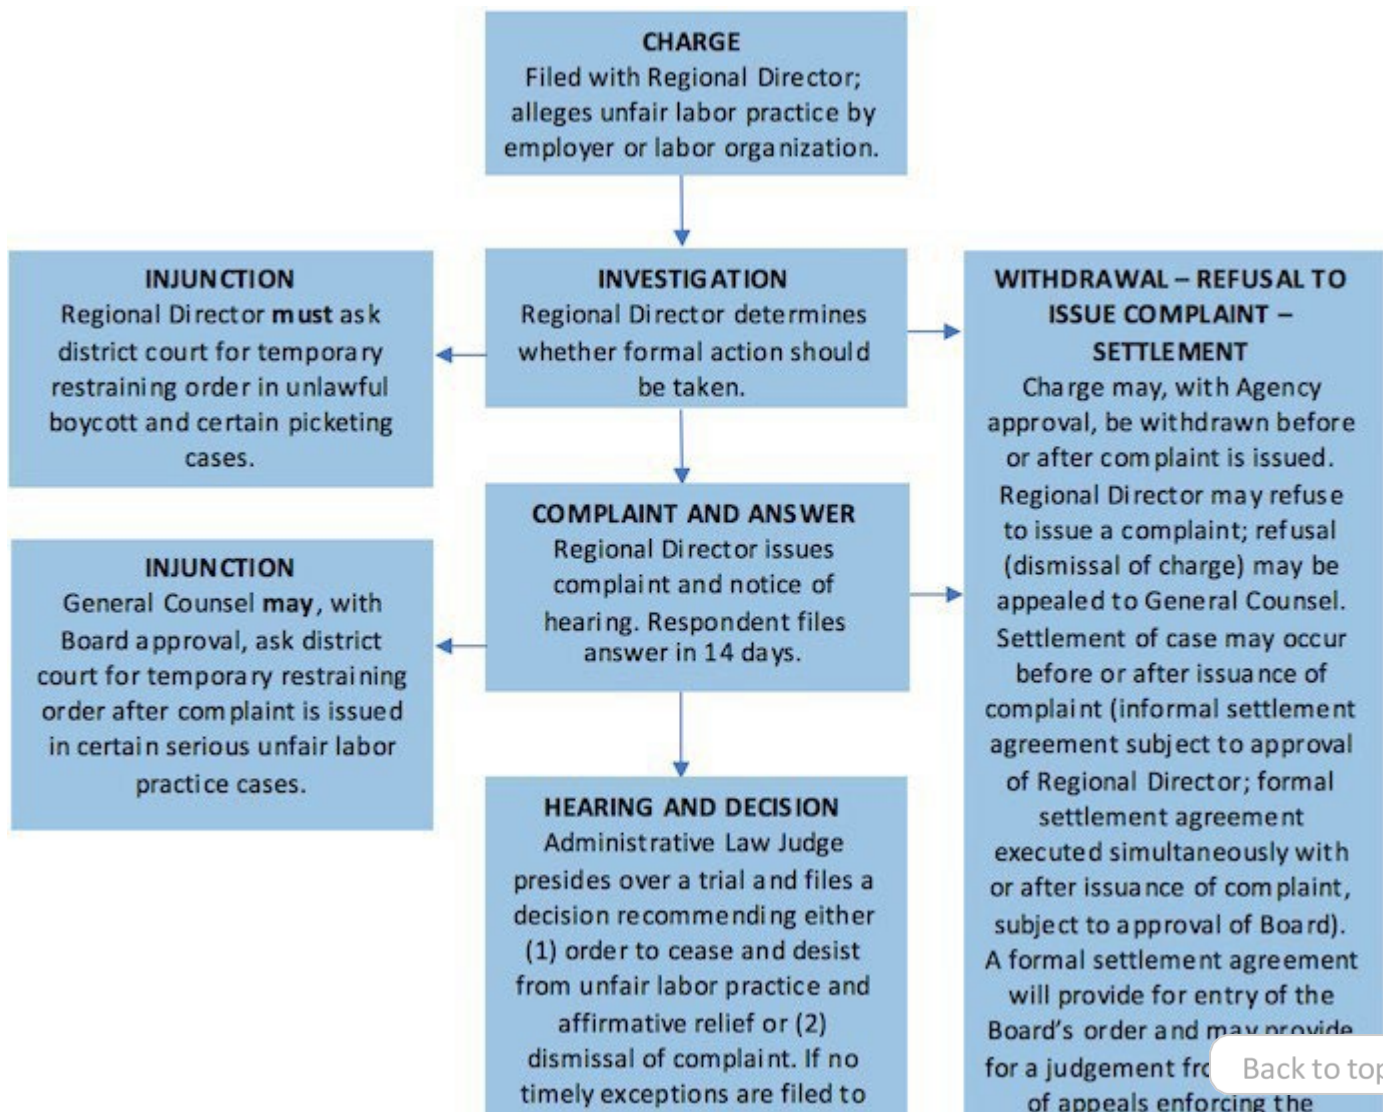 CHARGE
Filed with Regional Director;
alleges unfair labor practice by
employer or labor organization.
INJUNCTION
Regional Director must ask
district court for temporary
restraining order in unlawful
boycott and certain picketing
cases.
INVESTIGATION
Regional Director determines
whether formal action should
be taken.
WITHDRAWAL – REFUSAL TO
ISSUE COMPLAINT –
SETTLEMENT
Charge may, with Agency
approval, be withdrawn before
or after complaint is issued.
Regional Director may refuse
to issue a complaint; refusal
(dismissal of charge) may be
appealed to General Counsel.
Settlement of case may occur
before or after issuance of
complaint (informal settlement
agreement subject to approval
of Regional Director; formal
settlement agreement
executed simultaneously with
or after issuance of complaint,
subject to approval of Board).
A formal settlement agreement
will provide for entry of the
Board's order and may provide
for a judgement
of appeals enforcing the
COMPLAINT AND ANSWER
Regional Director issues
complaint and notice of
hearing. Respondent files
answer in 14 days.
INJUNCTION
General Counsel may, with
Board approval, ask district
court for temporary restraining
order after complaint is issued
in certain serious unfair labor
practice cases.
HEARING AND DECISION
Administrative Law Judge
presides over a trial and files a
decision recommending either
(1) order to cease and desist
from unfair labor practice and
affirmative relief or (2)
dismissal of complaint. If no
timely exceptions are filed to
Back to top